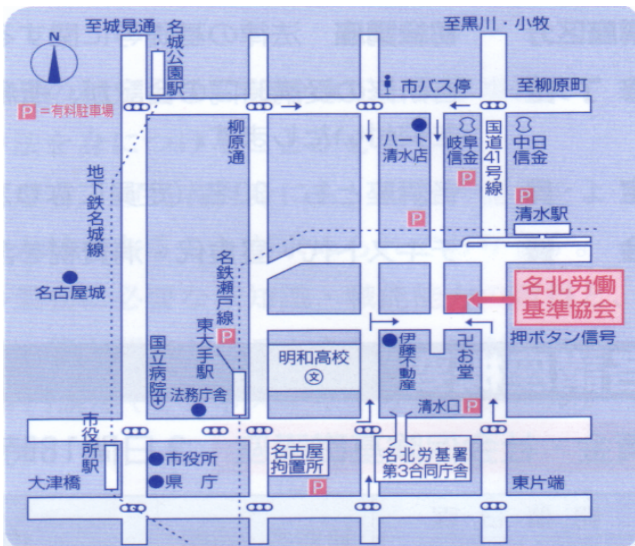 至城見通
名城公園駅
至黒川・小牧
N
P=有料駐車場
市バス停
至柳原町
柳原通
ハート清水店
岐阜信金
国道41号線
中日信金
P
P
P
清水駅
地下鉄名城線
名古屋城
名鉄瀬戸線
P
東大手駅
国立病院
法務庁舎
明和高校
文
伊藤不動産
卍お堂
名北労働
基準協会
押ボタン信号
清水口
P
市役所駅
市役所
県庁
名古屋
拘置所
P
名北労基署
第3合同庁舎
大津橋
東片端